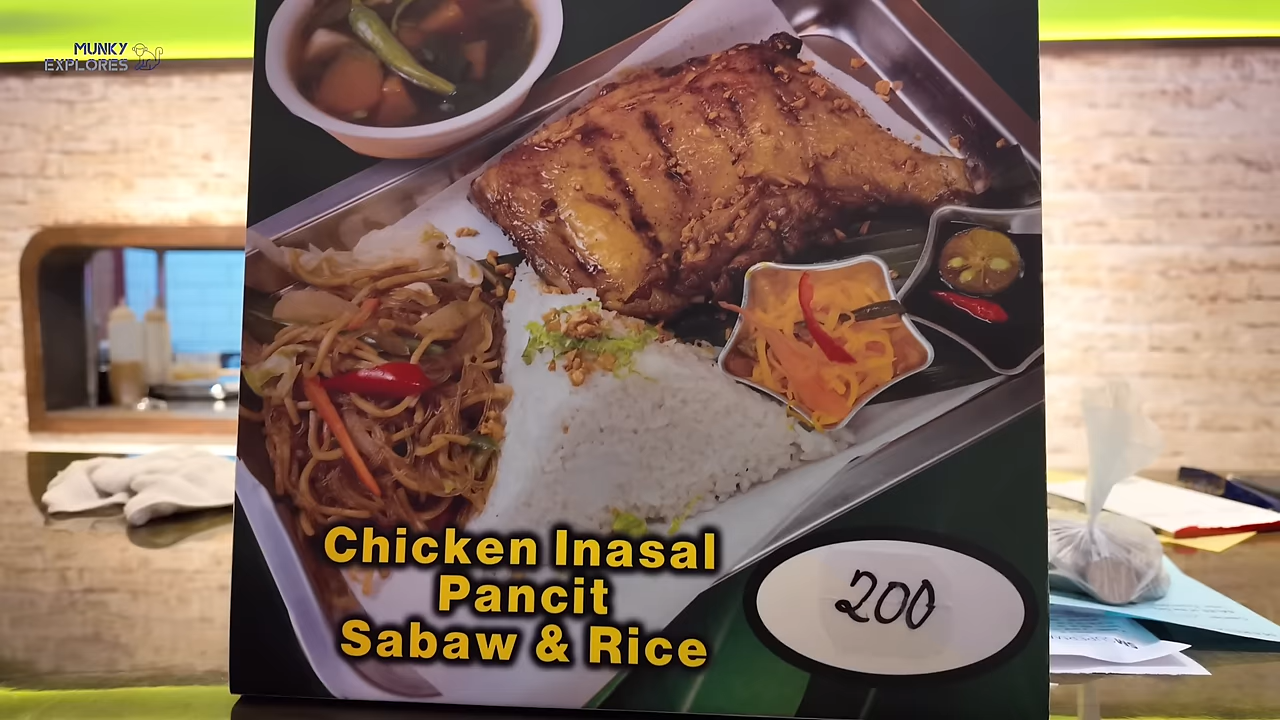 MUNKY
EXPLORES
Chicken Inasal
Pancit
Sabaw & Rice
200